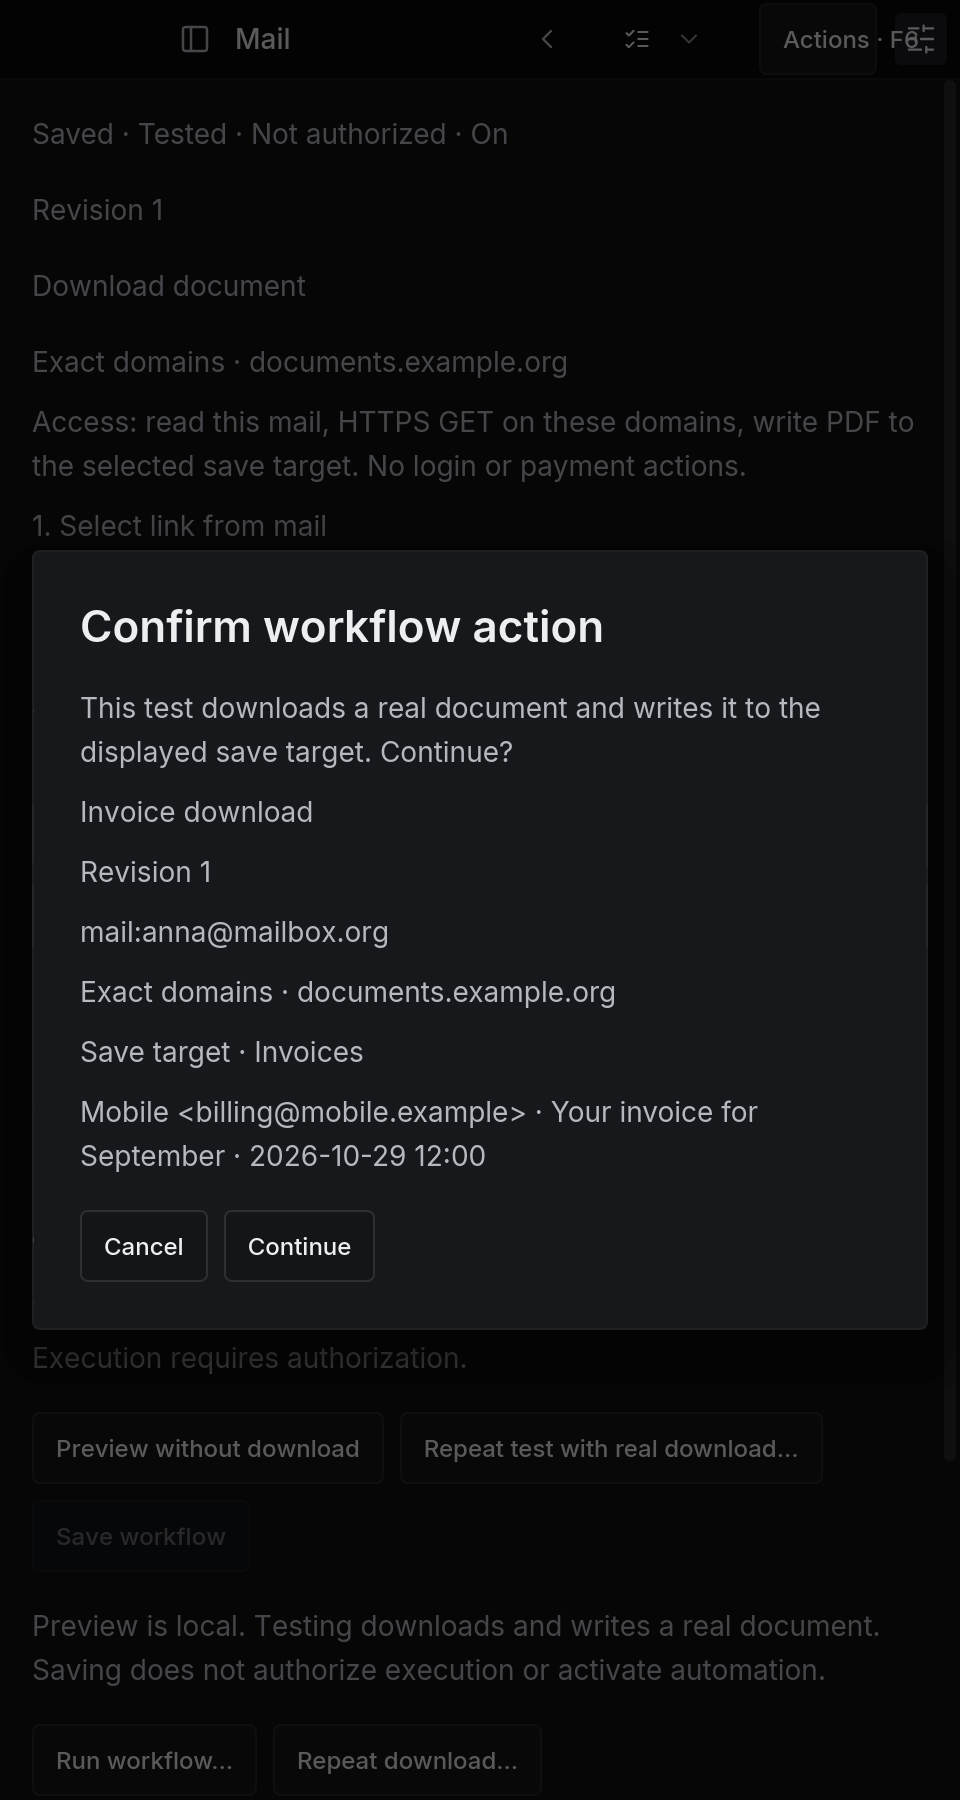 Mail
Actions · F6
Saved · Tested · Not authorized · On
Revision 1
Download document
Exact domains · documents.example.org
Access: read this mail, HTTPS GET on these domains, write PDF to
the selected save target. No login or payment actions.
1. Select link from mail
Confirm workflow action
This test downloads a real document and writes it to the
displayed save target. Continue?
Invoice download
Revision 1
mail:anna@mailbox.org
Exact domains · documents.example.org
Save target · Invoices
Mobile <billing@mobile.example> · Your invoice for
September · 2026-10-29 12:00
Cancel Continue
Execution requires authorization.
Preview without download Repeat test with real download...
Save workflow
Preview is local. Testing downloads and writes a real document.
Saving does not authorize execution or activate automation.
Run workflow... Repeat download...